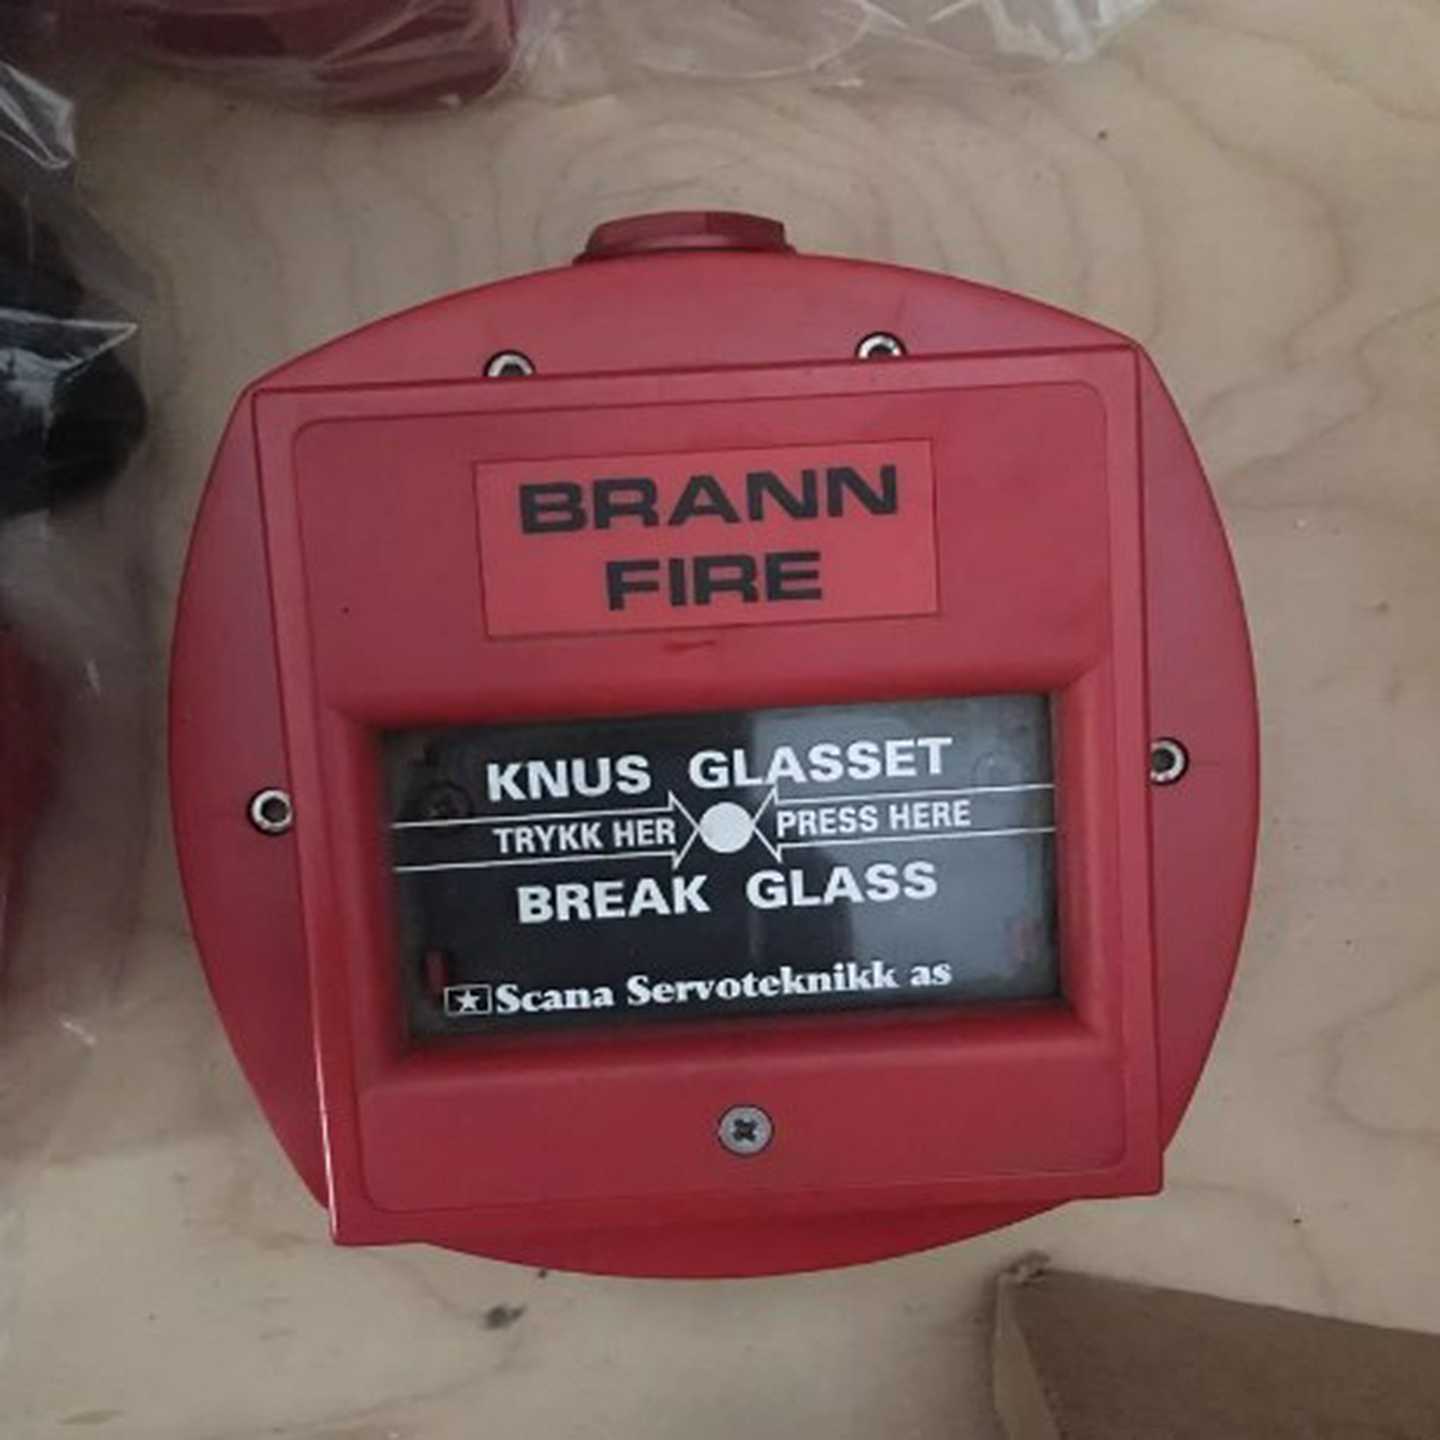 BRANN
FIRE
KNUS GLASSET
TRYKK HER PRESS HERE
BREAK GLASS
Scana Servoteknikk as